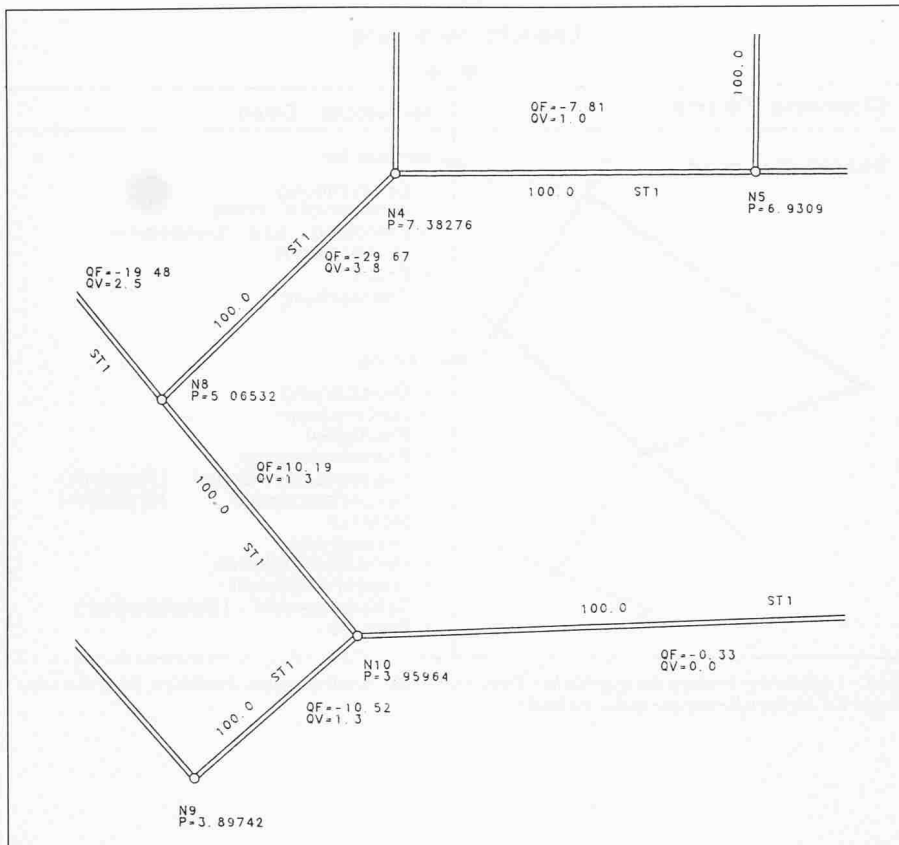 100.0
QF=-7.81
QV=1.0
100.0
ST1
N4
P=7.38276
N5
P=6.9309
ST1
QF=-29 67
QV=3.8
100.0
QF=-19 48
QV=2.5
ST1
N8
P=5 06532
QF=10.19
QV=1.3
100.0
ST1
100.0
ST1
N10
P=3.95964
QF=-0.33
QV=0.0
ST1
100.0
QF=-10.52
QV=1.3
N9
P=3.89742